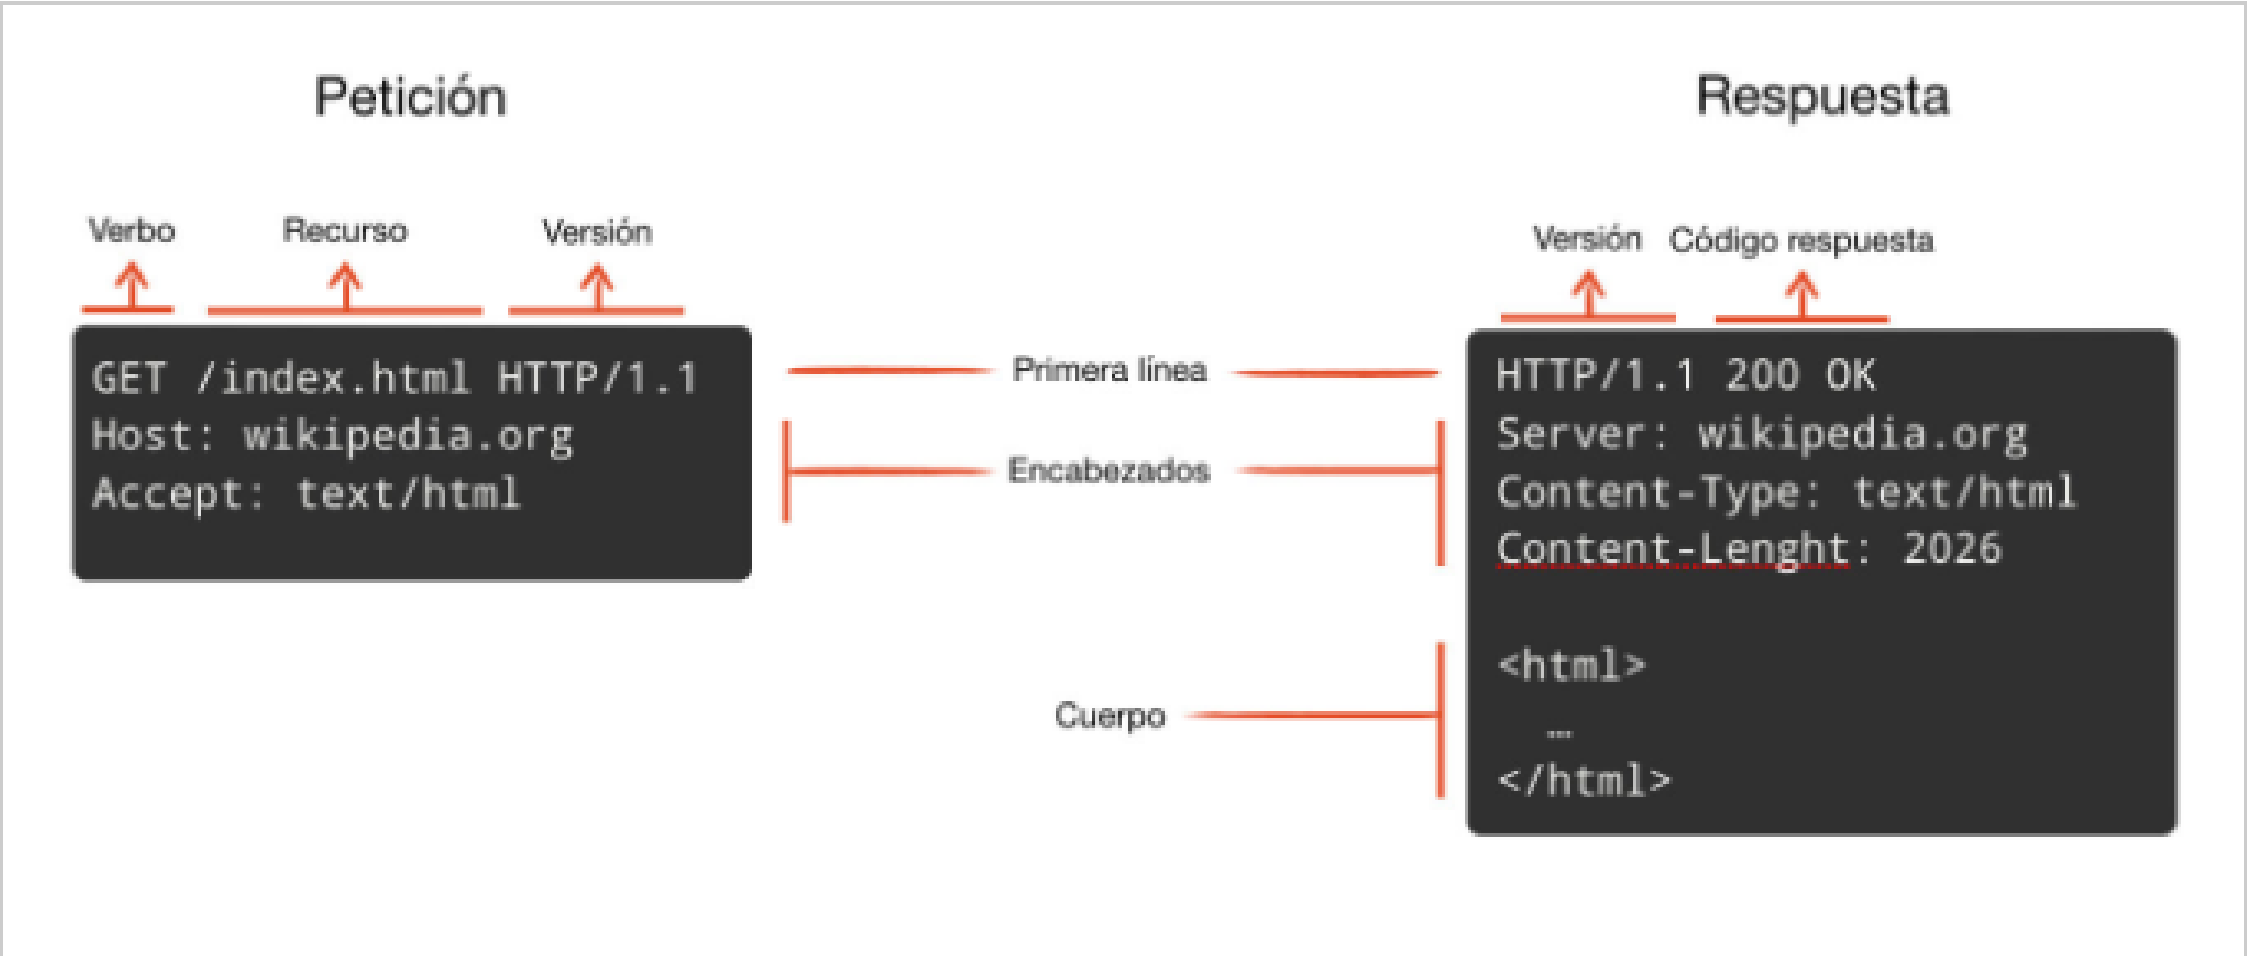 Petición
Respuesta
Verbo
Recurso
Versión
GET /index.html HTTP/1.1
Host: wikipedia.org
Accept: text/html
Primera línea
Encabezados
Cuerpo
Versión
Código respuesta
HTTP/1.1 200 OK
Server: wikipedia.org
Content-Type: text/html
Content-Lenght: 2026
<html>
…
</html>